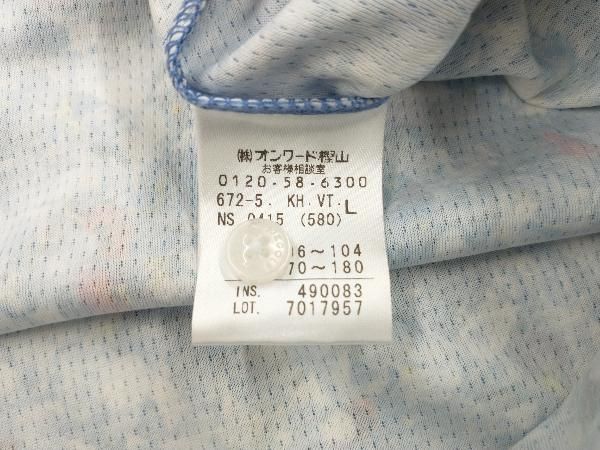 (株)オンワード樫山
お客様相談室
0120-58-6300
672-5. KH.VT. L
NS 0415 (580)
6～104
70～180
INS. 490083
LOT. 7017957